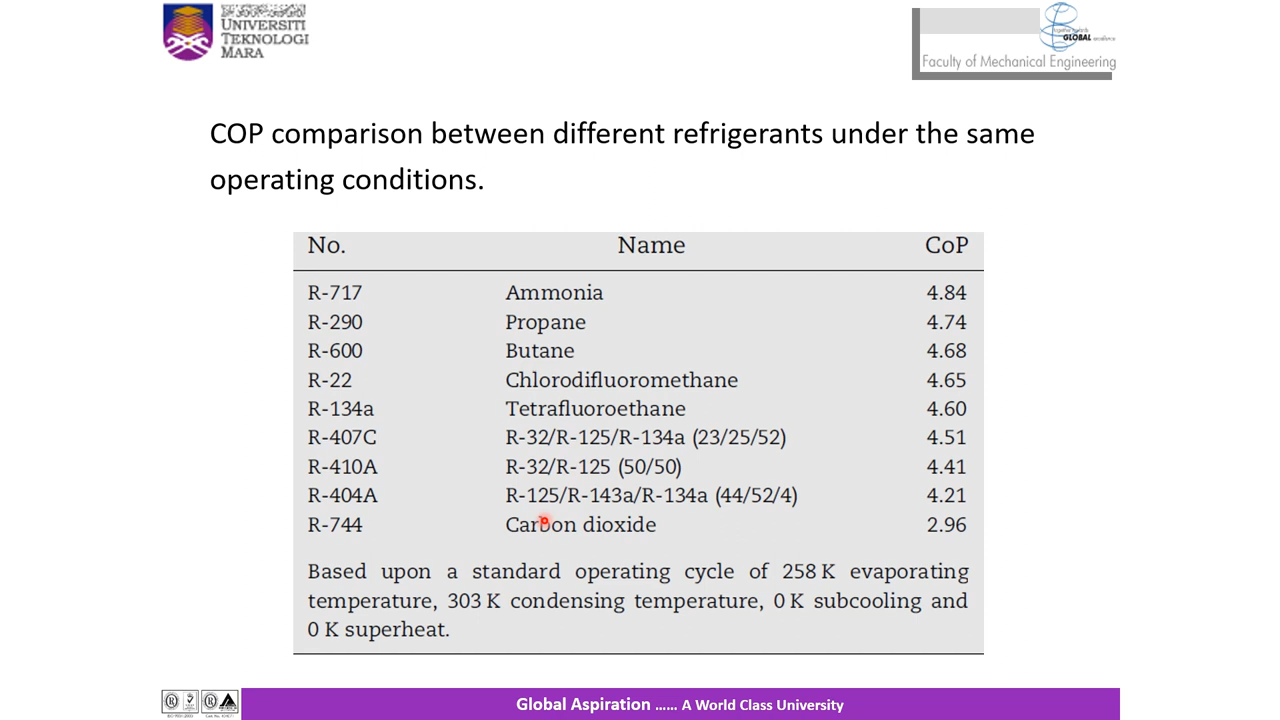 UNIVERSITI
TEKNOLOGI
MARA
GLOBAL
Faculty of Mechanical Engineering
COP comparison between different refrigerants under the same
operating conditions.
No. Name CoP
R-717 Ammonia 4.84
R-290 Propane 4.74
R-600 Butane 4.68
R-22 Chlorodifluoromethane 4.65
R-134a Tetrafluoroethane 4.60
R-407C R-32/R-125/R-134a (23/25/52) 4.51
R-410A R-32/R-125 (50/50) 4.41
R-404A R-125/R-143a/R-134a (44/52/4) 4.21
R-744 Carbon dioxide 2.96
Based upon a standard operating cycle of 258 K evaporating
temperature, 303 K condensing temperature, 0 K subcooling and
0 K superheat.
Global Aspiration …… A World Class University